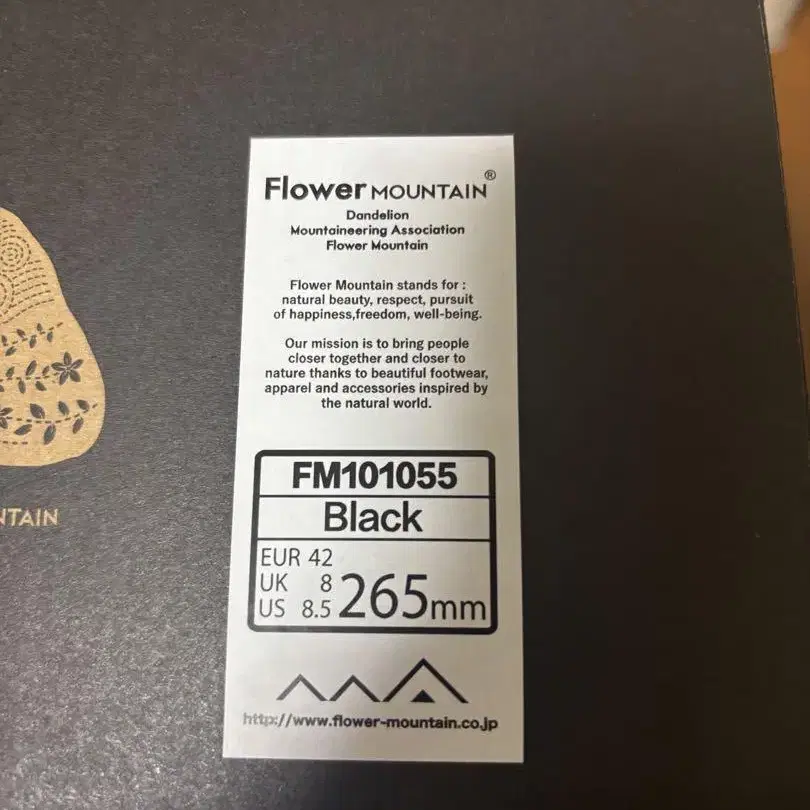 Flower MOUNTAIN®
Dandelion
Mountaineering Association
Flower Mountain
Flower Mountain stands for :
natural beauty, respect, pursuit
of happiness,freedom, well-being.
Our mission is to bring people
closer together and closer to
nature thanks to beautiful footwear,
apparel and accessories inspired by
the natural world.
FM101055
Black
EUR 42
UK 8
US 8.5
265mm
http://www.flower-mountain.co.jp
NTAIN